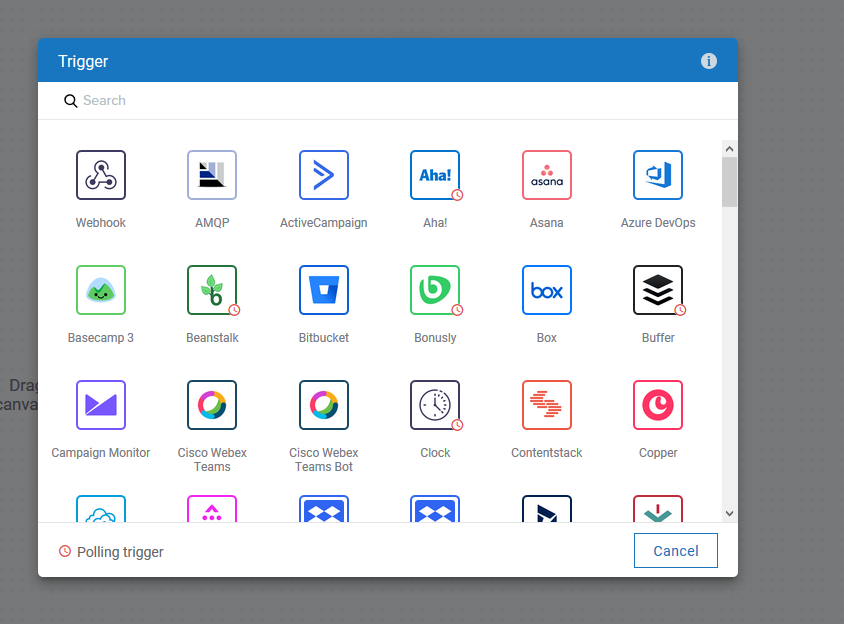 Trigger
Search
Aha!
asana
Webhook
AMQP
ActiveCampaign
Aha!
Asana
Azure DevOps
b
box
Basecamp 3
Beanstalk
Bitbucket
Bonusly
Box
Buffer
Drag
canva
Campaign Monitor
Cisco Webex
Teams
Cisco Webex
Teams Bot
Clock
Contentstack
Copper
Polling trigger
Cancel